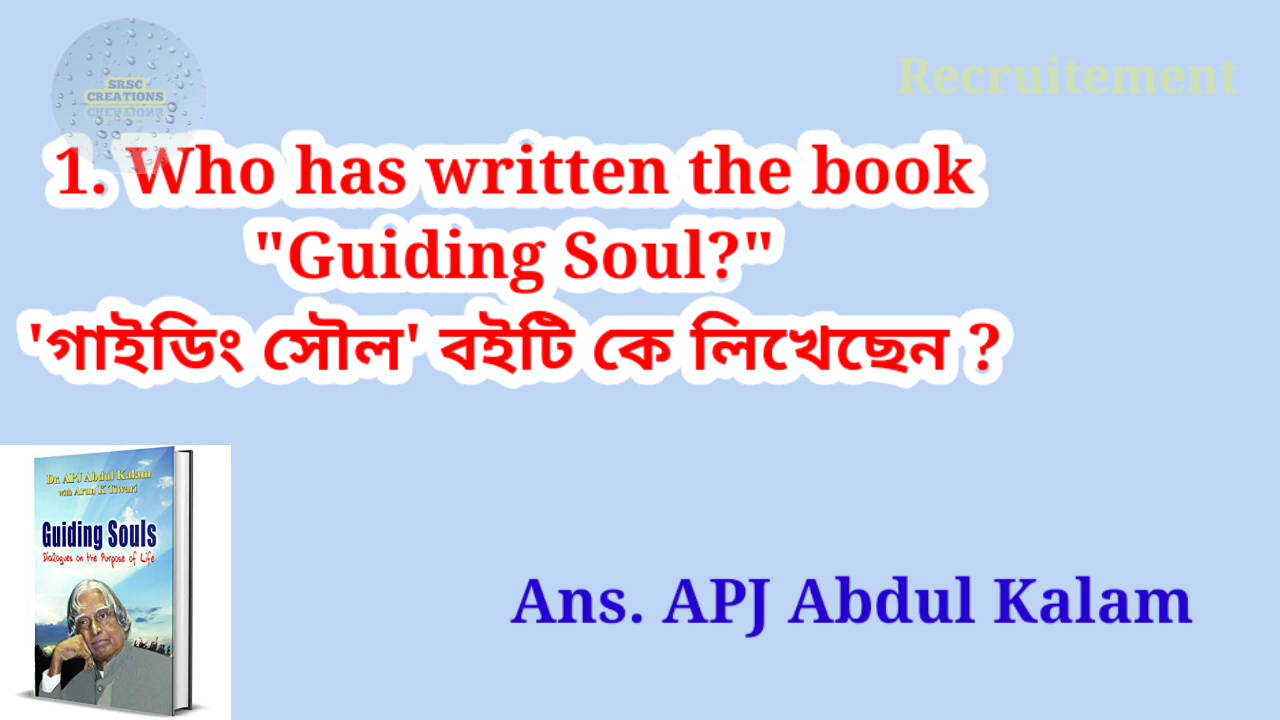 SRSC
CREATIONS
Recruitement
1. Who has written the book
"Guiding Soul?"
'গাইডিং সৌল' বইটি কে লিখেছেন ?
Dr. APJ Abdul Kalam
with Arun K Tiwari
Guiding Souls
Dialogues on the Purpose of Life
Ans. APJ Abdul Kalam